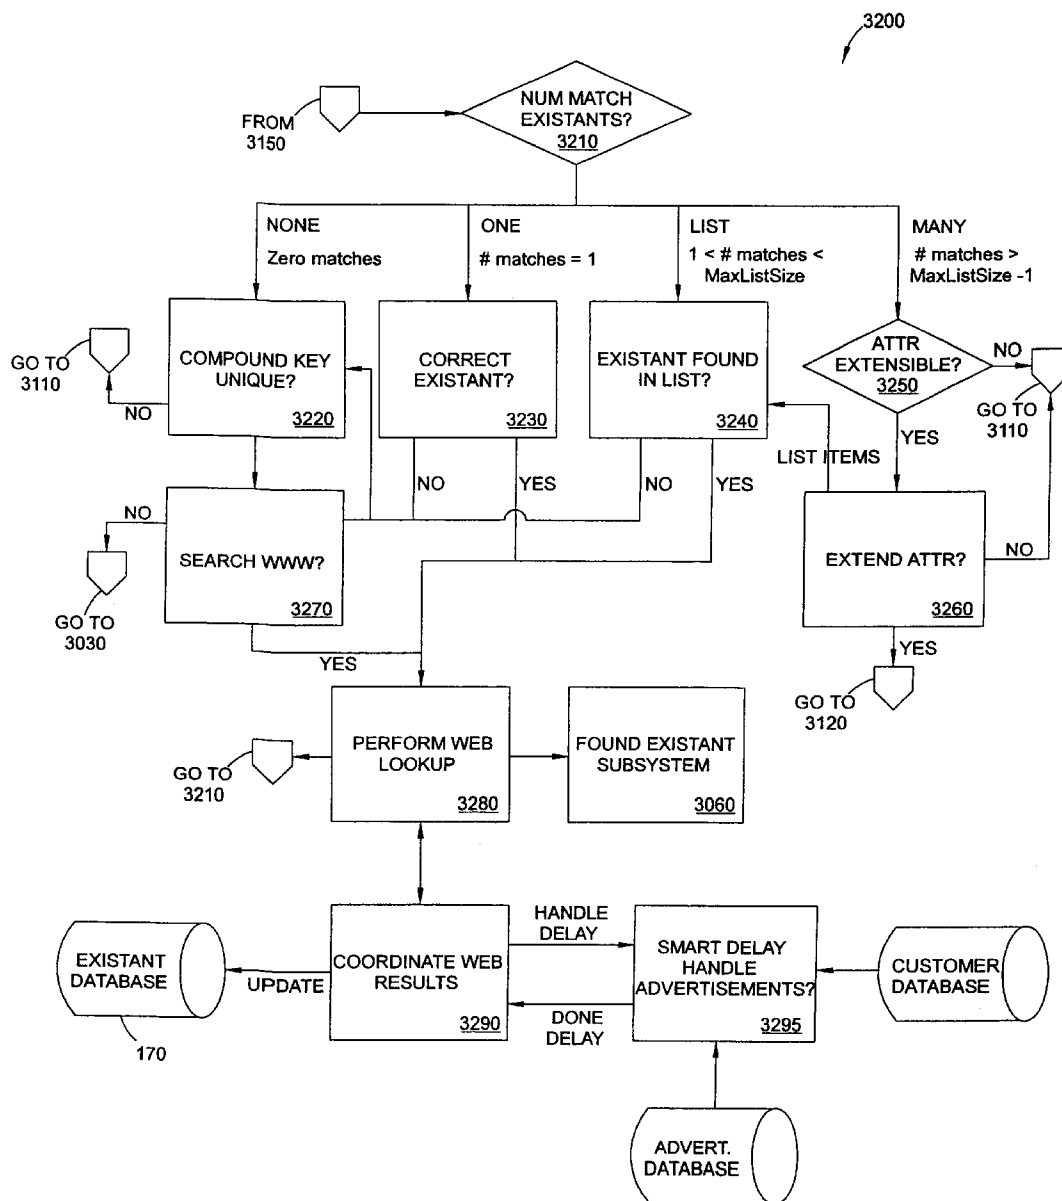 3200
NUM MATCH
EXISTANTS?
3210
FROM
3150
NONE
Zero matches
ONE
# matches = 1
LIST
1 < # matches <
MaxListSize
MANY
# matches >
MaxListSize -1
GO TO
3110
NO
COMPOUND KEY
UNIQUE?
3220
CORRECT
EXISTANT?
3230
EXISTANT FOUND
IN LIST?
3240
ATTR
EXTENSIBLE?
3250
NO
GO TO
3110
YES
LIST ITEMS
NO
YES
NO
YES
NO
GO TO
3030
SEARCH WWW?
3270
EXTEND ATTR?
3260
NO
YES
YES
GO TO
3120
GO TO
3210
PERFORM WEB
LOOKUP
3280
FOUND EXISTANT
SUBSYSTEM
3060
EXISTANT
DATABASE
170
UPDATE
COORDINATE WEB
RESULTS
3290
HANDLE
DELAY
DONE
DELAY
SMART DELAY
HANDLE
ADVERTISEMENTS?
3295
CUSTOMER
DATABASE
ADVERT.
DATABASE